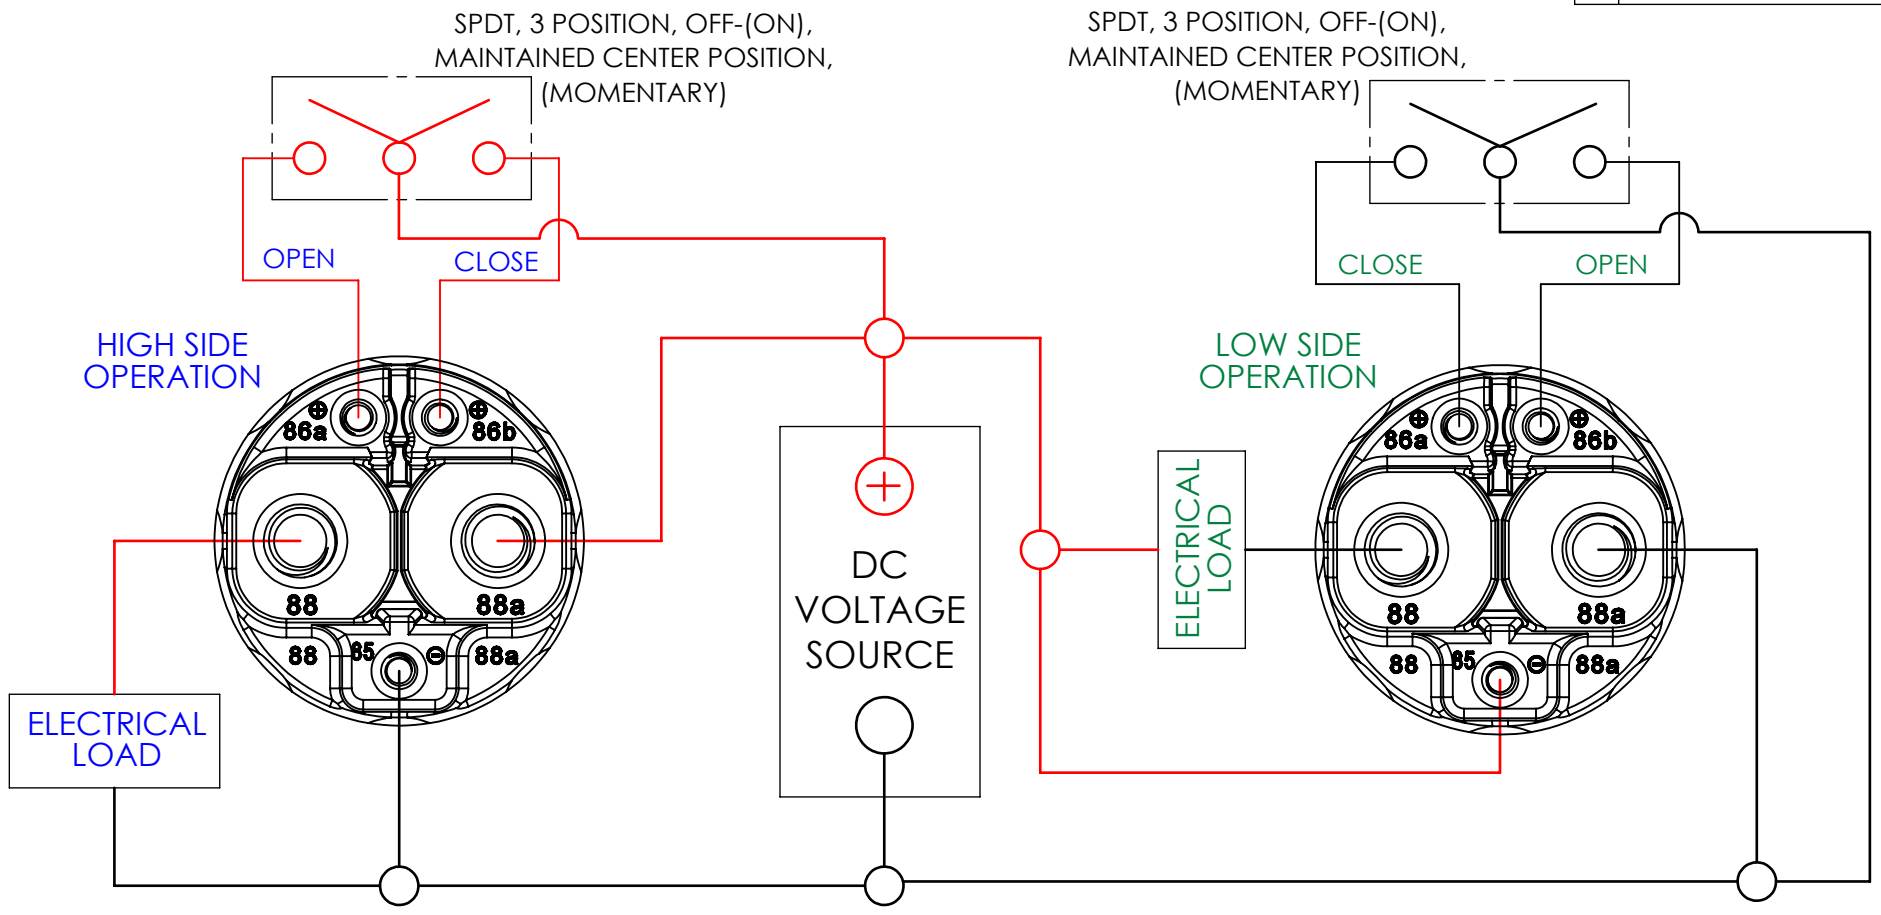 SPDT, 3 POSITION, OFF-(ON),
MAINTAINED CENTER POSITION,
(MOMENTARY)
SPDT, 3 POSITION, OFF-(ON),
MAINTAINED CENTER POSITION,
(MOMENTARY)
OPEN
CLOSE
CLOSE
OPEN
HIGH SIDE
OPERATION
LOW SIDE
OPERATION
86a
86b
86a
86b
88
88a
88
85
88a
ELECTRICAL
LOAD
DC
VOLTAGE
SOURCE
ELECTRICAL
LOAD
88
88a
88
85
88a